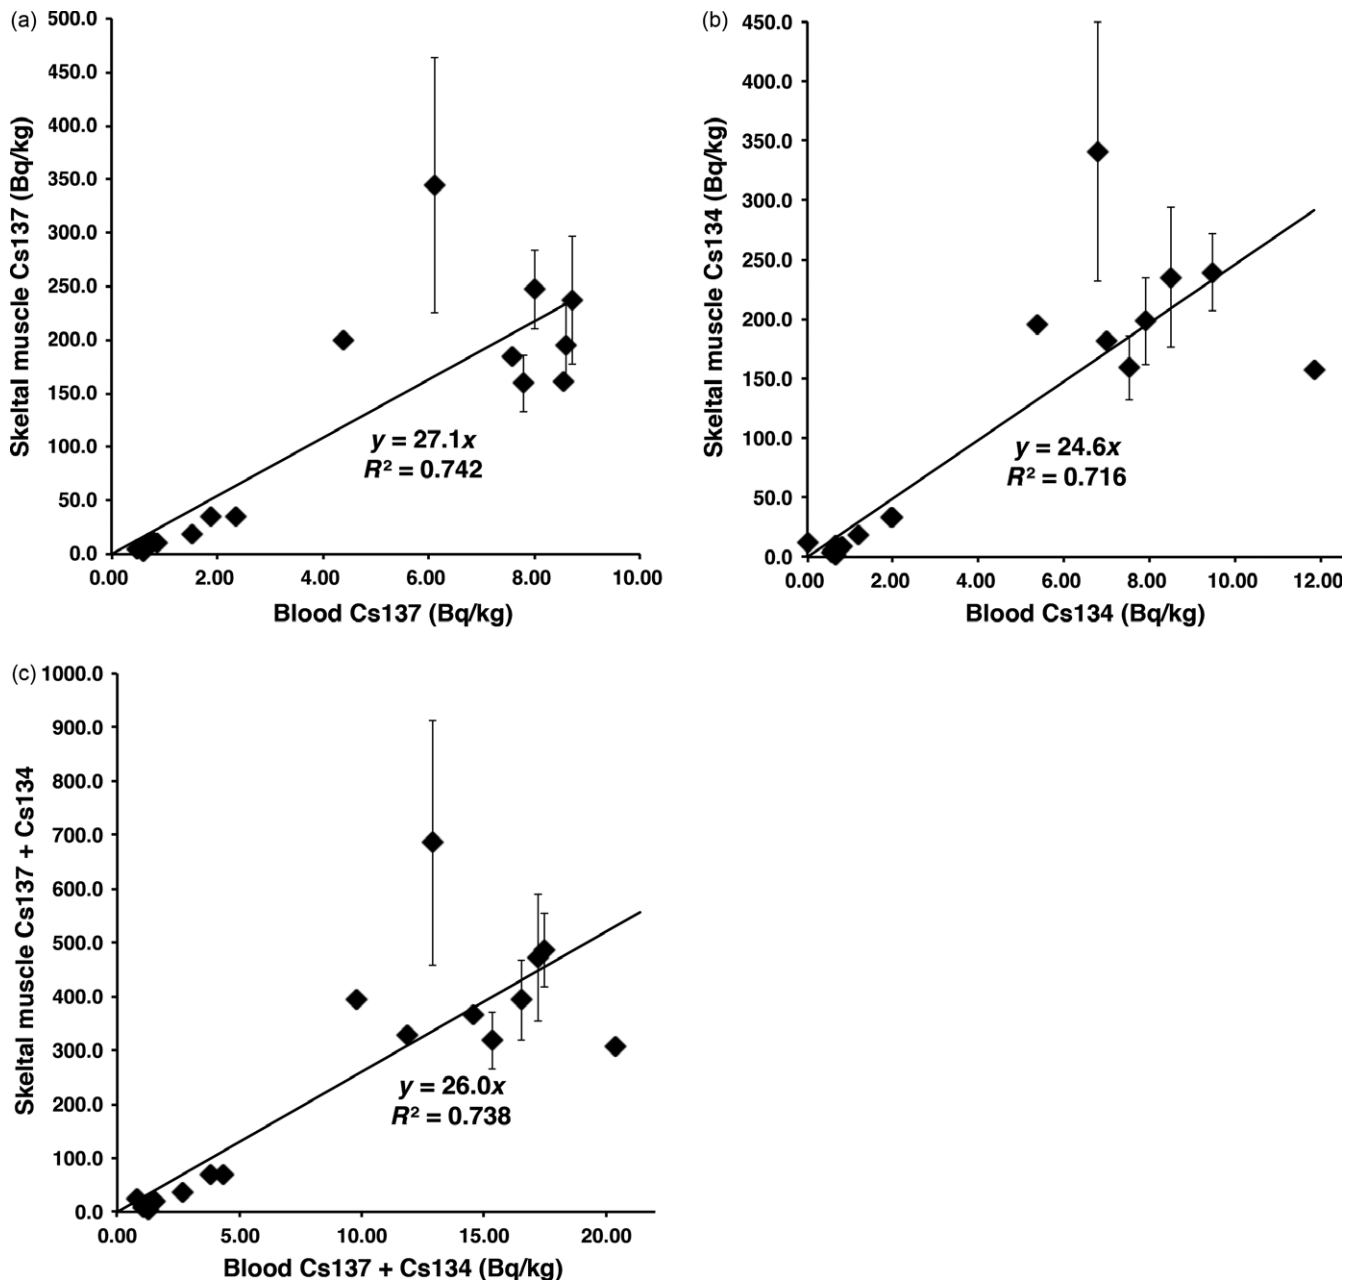 (a)
500.0
450.0
400.0
350.0
300.0
250.0
200.0
150.0
100.0
50.0
0.0
Skeltal muscle Cs137 (Bq/kg)
y = 27.1x
R² = 0.742
0.00 2.00 4.00 6.00 8.00 10.00
Blood Cs137 (Bq/kg)
(b)
450.0
400.0
350.0
300.0
250.0
200.0
150.0
100.0
50.0
0.0
Skeltal muscle Cs134 (Bq/kg)
y = 24.6x
R² = 0.716
0.00 2.00 4.00 6.00 8.00 10.00 12.00
Blood Cs134 (Bq/kg)
(c)
1000.0
900.0
800.0
700.0
600.0
500.0
400.0
300.0
200.0
100.0
0.0
Skeltal muscle Cs137 + Cs134
y = 26.0x
R² = 0.738
0.00 5.00 10.00 15.00 20.00
Blood Cs137 + Cs134 (Bq/kg)